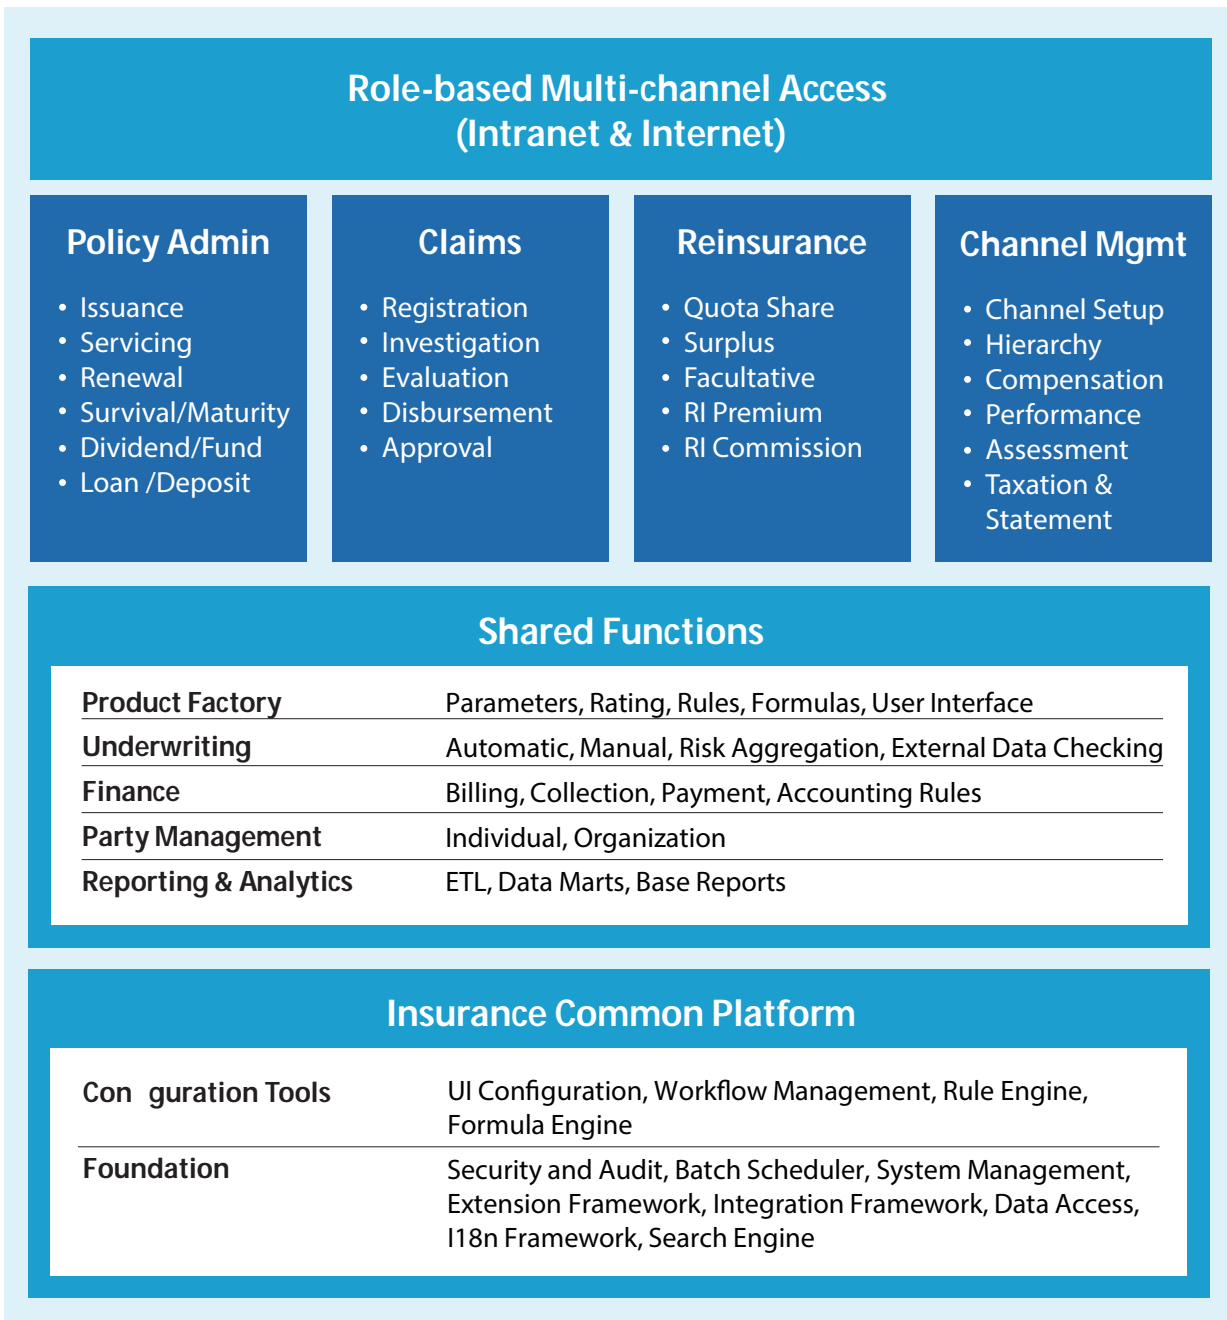 Role-based Multi-channel Access
(Intranet & Internet)
Policy Admin
• Issuance
• Servicing
• Renewal
• Survival/Maturity
• Dividend/Fund
• Loan /Deposit
Claims
• Registration
• Investigation
• Evaluation
• Disbursement
• Approval
Reinsurance
• Quota Share
• Surplus
• Facultative
• RI Premium
• RI Commission
Channel Mgmt
• Channel Setup
• Hierarchy
• Compensation
• Performance
• Assessment
• Taxation &
Statement
Shared Functions
Product Factory Parameters, Rating, Rules, Formulas, User Interface
Underwriting Automatic, Manual, Risk Aggregation, External Data Checking
Finance Billing, Collection, Payment, Accounting Rules
Party Management Individual, Organization
Reporting & Analytics ETL, Data Marts, Base Reports
Insurance Common Platform
Con guration Tools UI Configuration, Workflow Management, Rule Engine,
Formula Engine
Foundation Security and Audit, Batch Scheduler, System Management,
Extension Framework, Integration Framework, Data Access,
I18n Framework, Search Engine